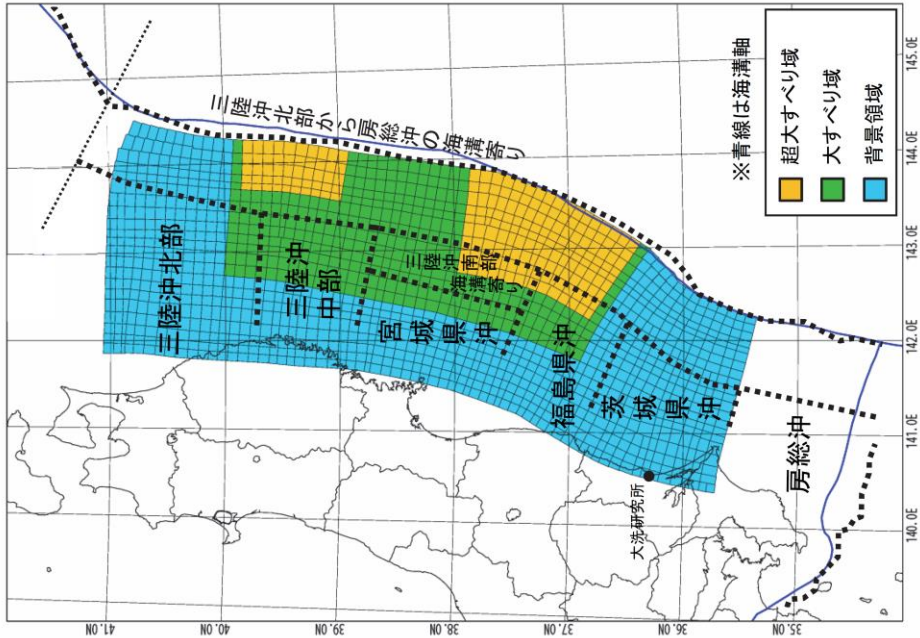 三陸沖北部から房総沖の海溝寄り
三陸沖北部
三陸沖
中部
三陸沖南部
海溝寄り
宮城県沖
福島県沖
茨城県沖
房総沖
大洗研究所
※青線は海溝軸
超大すべり域
大すべり域
背景領域
41.0N
40.0N
39.0N
38.0N
37.0N
36.0N
35.0N
140.0E
141.0E
142.0E
143.0E
144.0E
145.0E